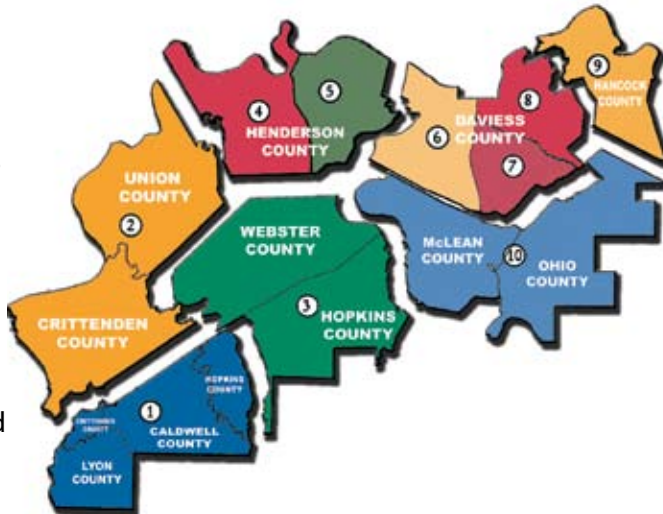 9
HANCOCK
COUNTY
8
5
4
HENDERSON
COUNTY
DAVIESS
COUNTY
6
7
UNION
COUNTY
2
WEBSTER
COUNTY
McLEAN
COUNTY
10
OHIO
COUNTY
3
HOPKINS
COUNTY
CRITTENDEN
COUNTY
HOPKINS
COUNTY
1
CRITTENDEN
COUNTY
CALDWELL
COUNTY
LYON
COUNTY
d